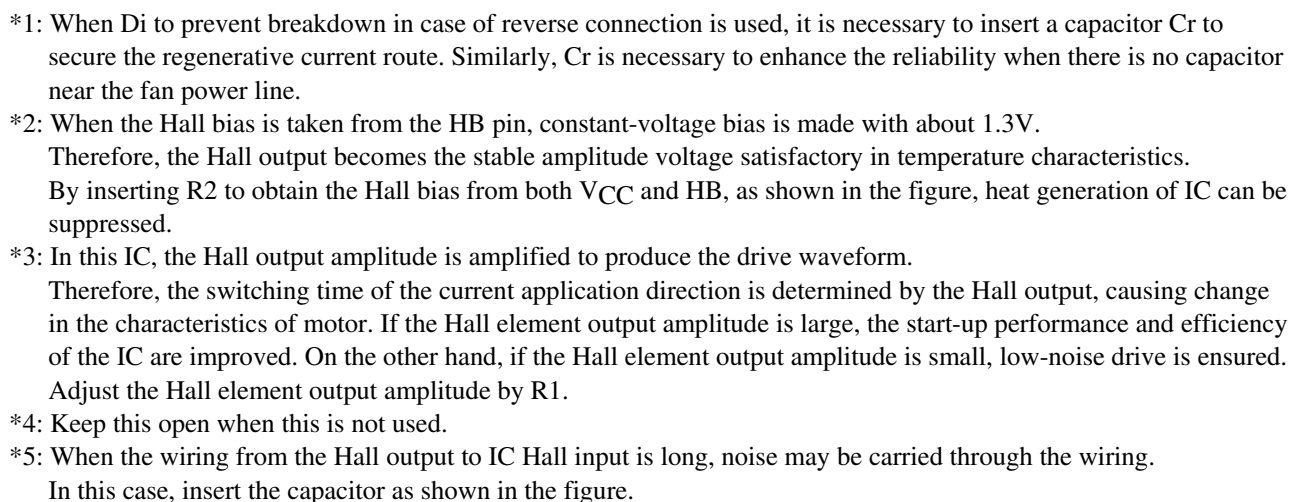 *1: When Di to prevent breakdown in case of reverse connection is used, it is necessary to insert a capacitor Cr to
secure the regenerative current route. Similarly, Cr is necessary to enhance the reliability when there is no capacitor
near the fan power line.
*2: When the Hall bias is taken from the HB pin, constant-voltage bias is made with about 1.3V.
Therefore, the Hall output becomes the stable amplitude voltage satisfactory in temperature characteristics.
By inserting R2 to obtain the Hall bias from both VCC and HB, as shown in the figure, heat generation of IC can be
suppressed.
*3: In this IC, the Hall output amplitude is amplified to produce the drive waveform.
Therefore, the switching time of the current application direction is determined by the Hall output, causing change
in the characteristics of motor. If the Hall element output amplitude is large, the start-up performance and efficiency
of the IC are improved. On the other hand, if the Hall element output amplitude is small, low-noise drive is ensured.
Adjust the Hall element output amplitude by R1.
*4: Keep this open when this is not used.
*5: When the wiring from the Hall output to IC Hall input is long, noise may be carried through the wiring.
In this case, insert the capacitor as shown in the figure.